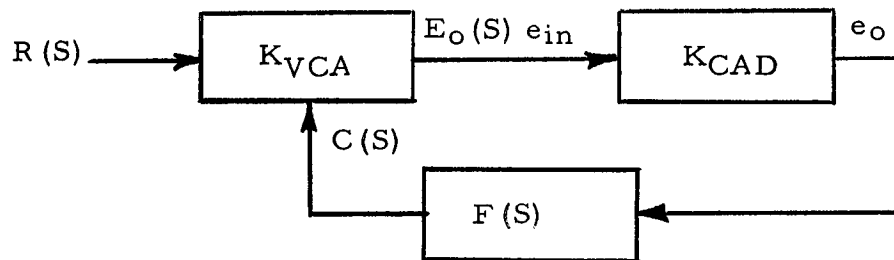 R (S)
K_VCA
E_o (S) e_in
K_CAD
e_o
C (S)
F (S)